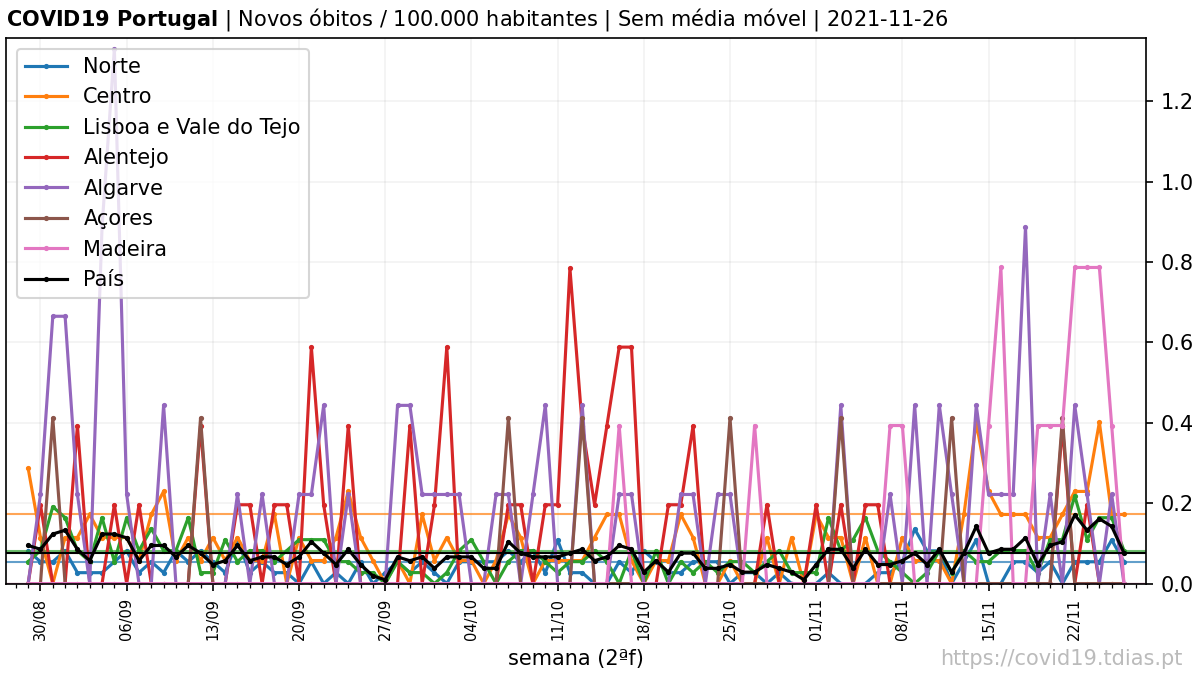 COVID19 Portugal | Novos óbitos / 100.000 habitantes | Sem média móvel | 2021-11-26
Norte
Centro
Lisboa e Vale do Tejo
Alentejo
Algarve
Açores
Madeira
País
1.2
1.0
0.8
0.6
0.4
0.2
0.0
30/08 06/09 13/09 20/09 27/09 04/10 11/10 18/10 25/10 01/11 08/11 15/11 22/11
semana (2ªf)
https://covid19.tdias.pt